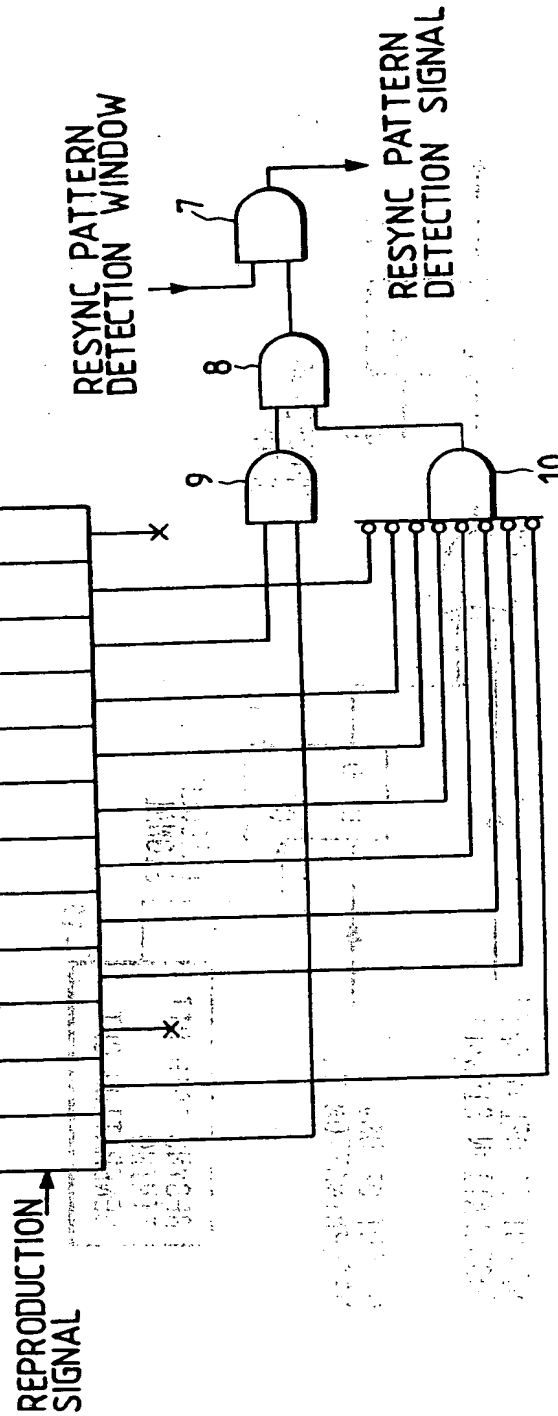 REPRODUCTION
SIGNAL
RESYNC PATTERN
DETECTION WINDOW
7
8
9
10
RESYNC PATTERN
DETECTION SIGNAL